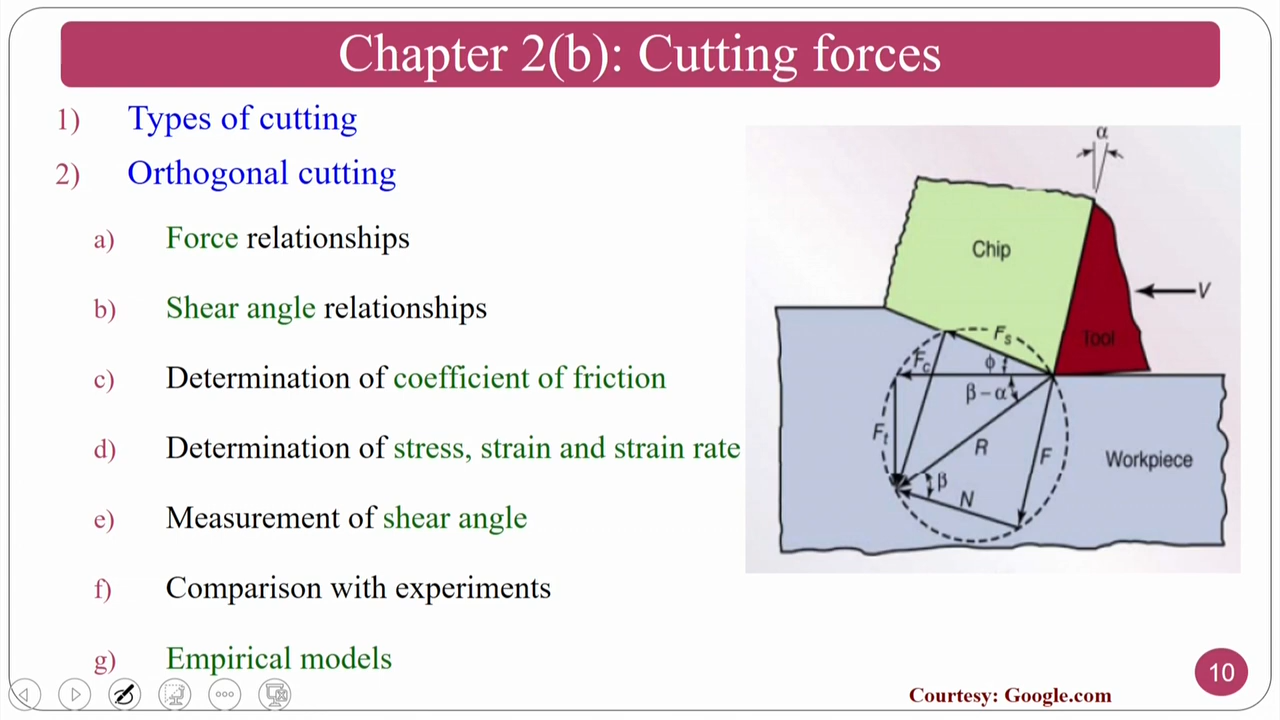 Chapter 2(b): Cutting forces
1) Types of cutting
2) Orthogonal cutting
a) Force relationships
b) Shear angle relationships
c) Determination of coefficient of friction
d) Determination of stress, strain and strain rate
e) Measurement of shear angle
f) Comparison with experiments
g) Empirical models
α
Chip
V
Tool
Fs
Fc
ϕ
β – α
Ft
R
F
Workpiece
β
N
Courtesy: Google.com
10